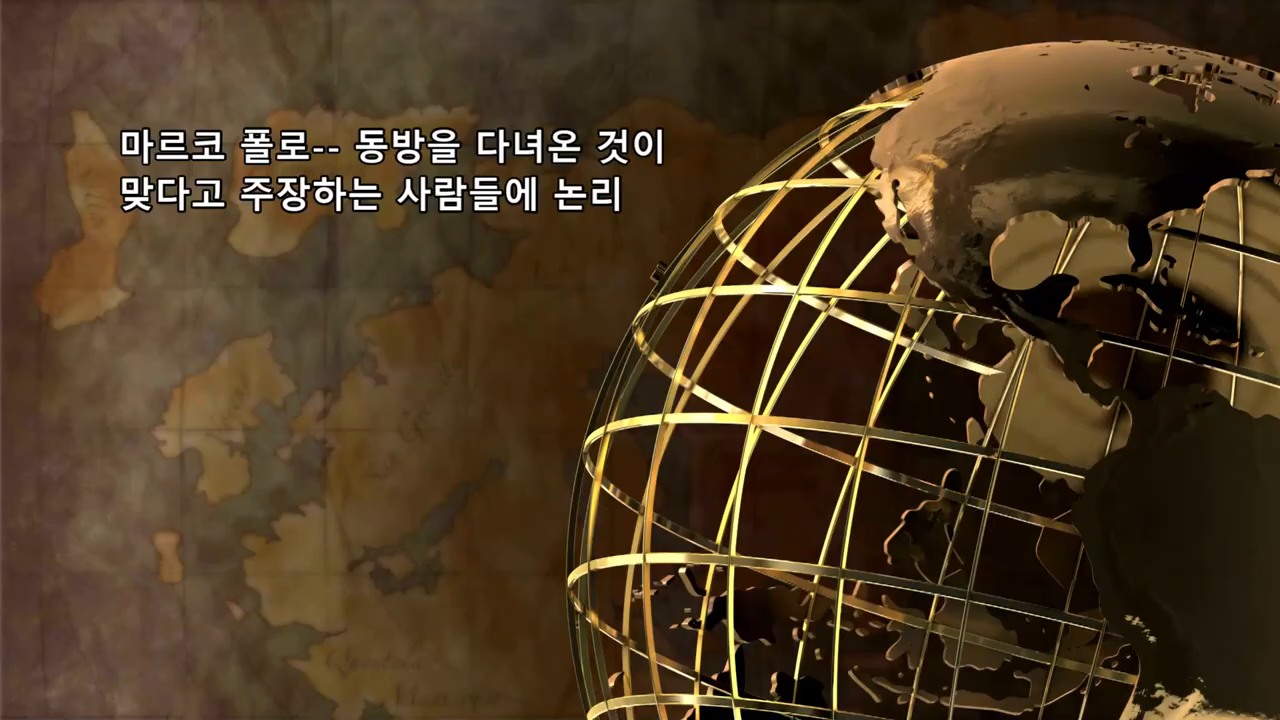 마르코 폴로-- 동방을 다녀온 것이
맞다고 주장하는 사람들에 논리